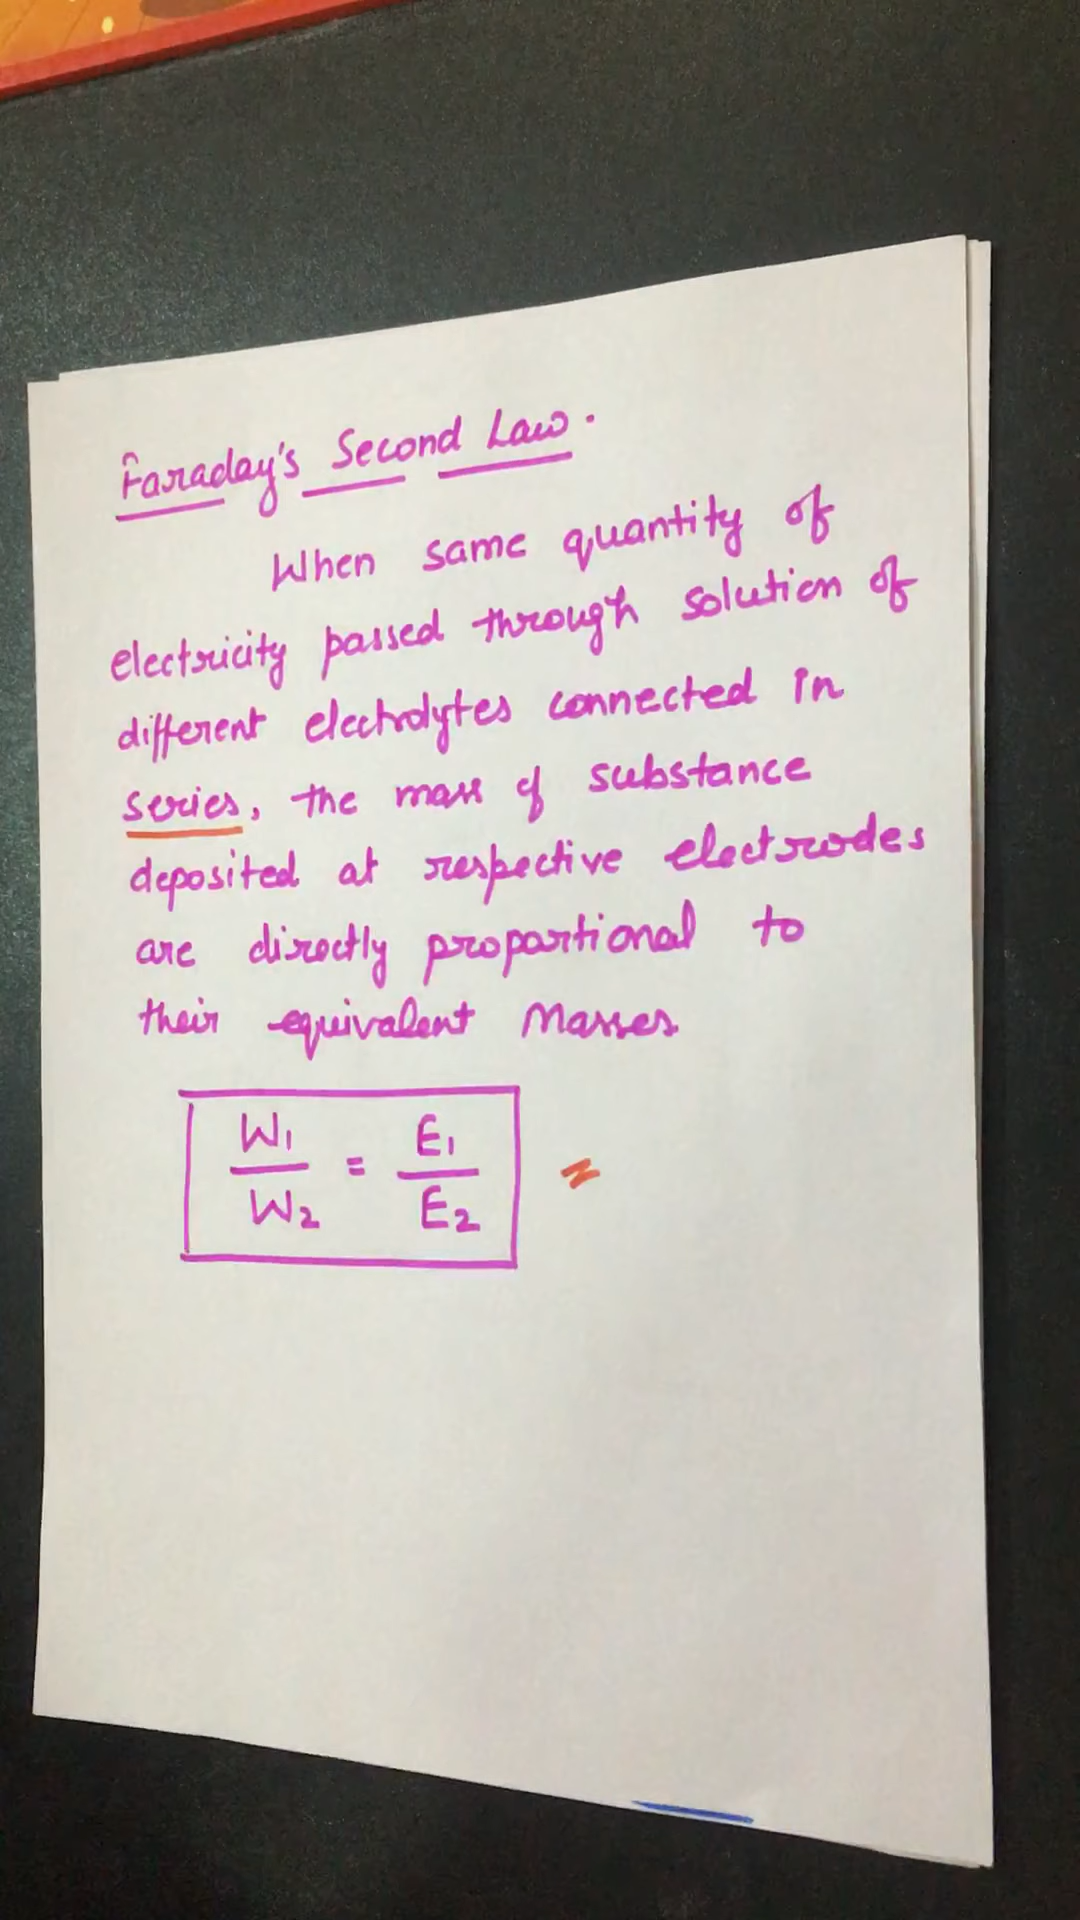 Faraday's Second Law.
When same quantity of
electricity passed through solution of
different electrolytes connected in
series, the mass of substance
deposited at respective electrodes
are directly proportional to
their equivalent Masses
W₁/W₂ = E₁/E₂